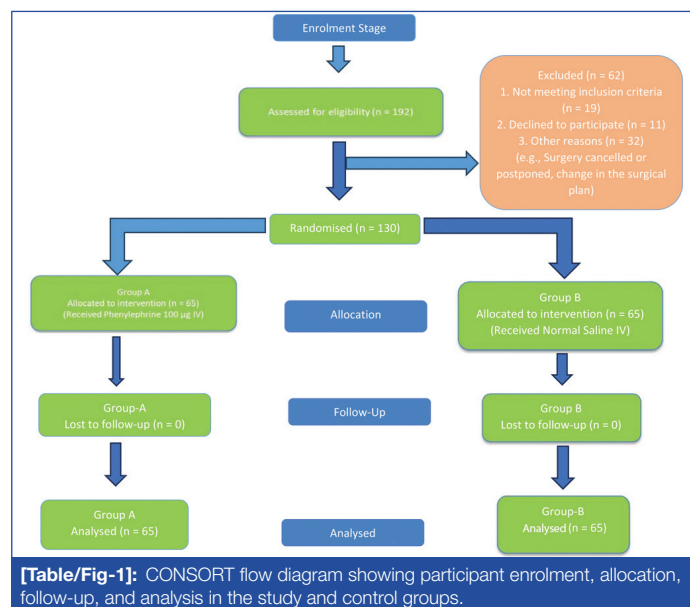 Enrolment Stage
Assessed for eligibility (n = 192)
Excluded (n = 62)
1. Not meeting inclusion criteria
(n = 19)
2. Declined to participate (n = 11)
3. Other reasons (n = 32)
(e.g., Surgery cancelled or
postponed, change in the surgical
plan)
Randomised (n = 130)
Group A
Allocated to intervention (n = 65)
(Received Phenylephrine 100 µg IV)
Allocation
Group B
Allocated to intervention (n = 65)
(Received Normal Saline IV)
Group-A
Lost to follow-up (n = 0)
Follow-Up
Group B
Lost to follow-up (n = 0)
Group A
Analysed (n = 65)
Analysed
Group-B
Analysed (n = 65)
[Table/Fig-1]: CONSORT flow diagram showing participant enrolment, allocation,
follow-up, and analysis in the study and control groups.